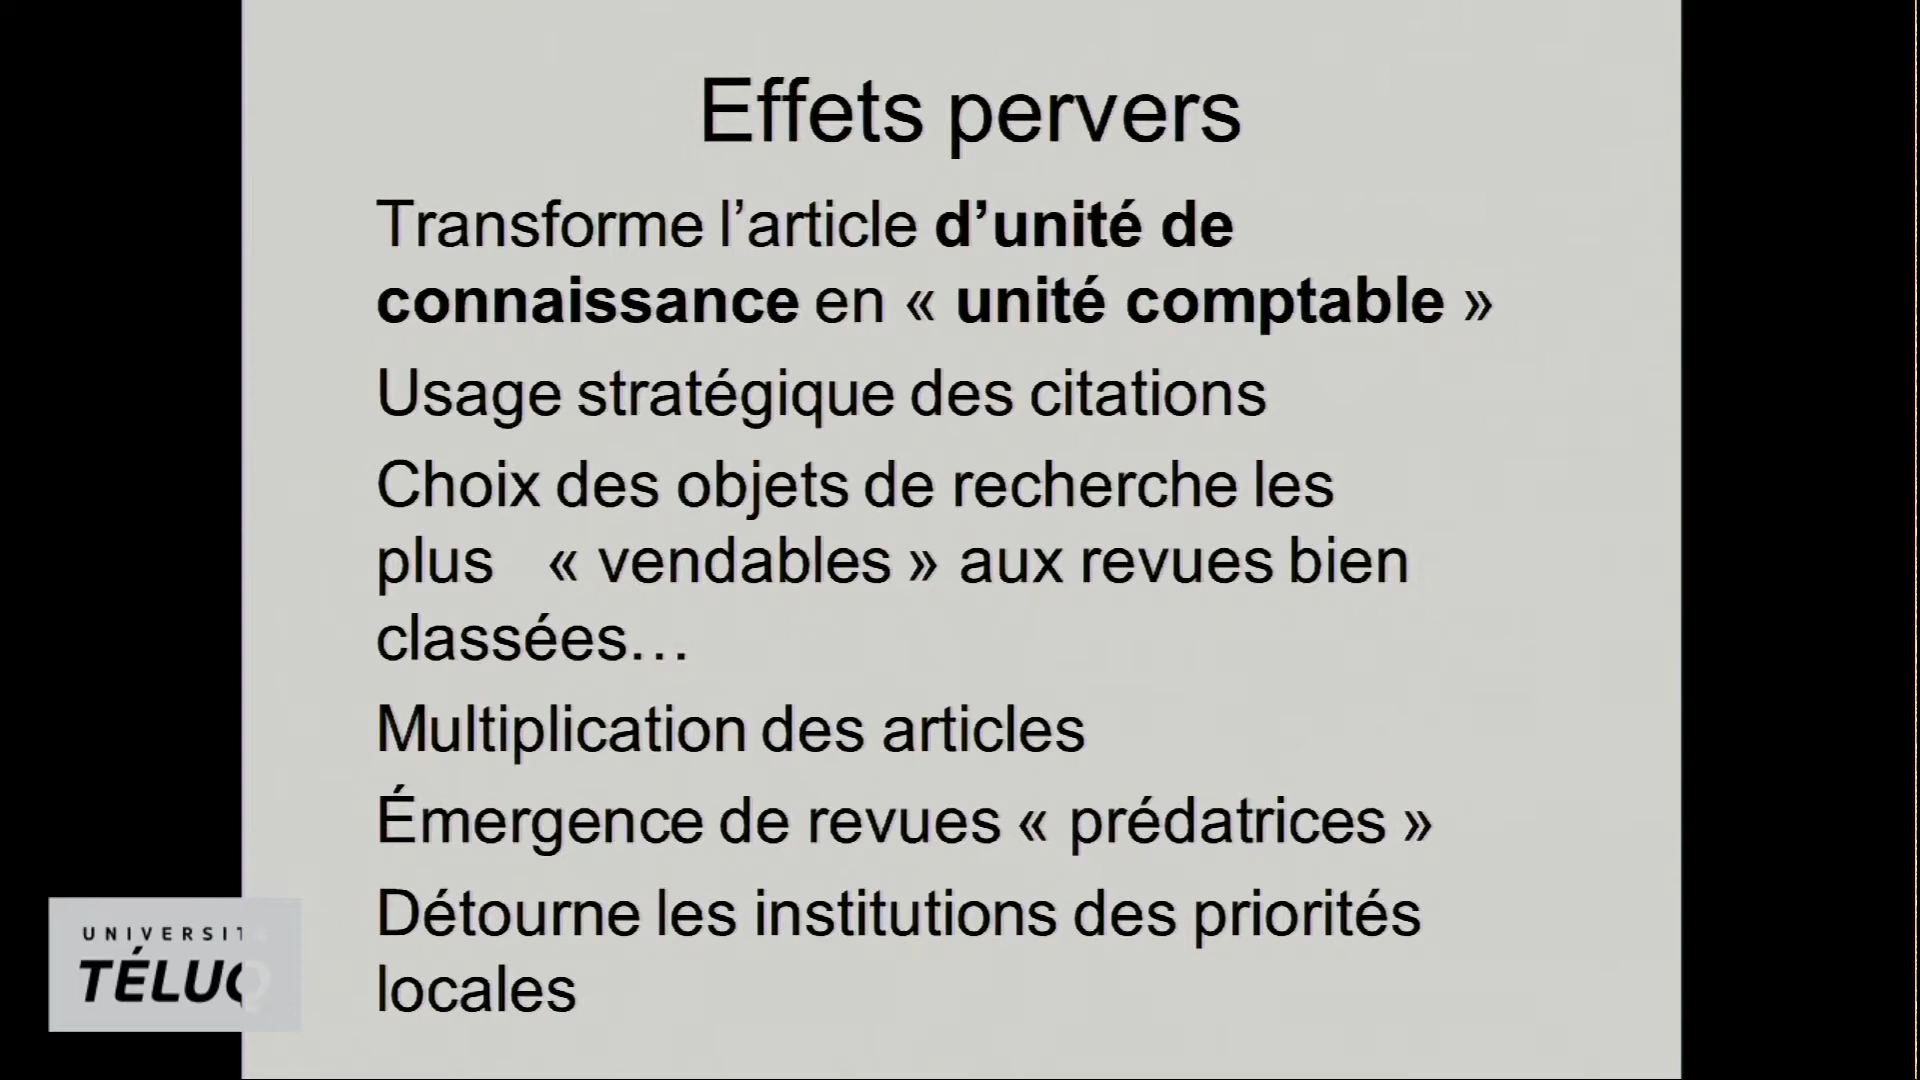 Effets pervers
Transforme l’article d’unité de
connaissance en « unité comptable »
Usage stratégique des citations
Choix des objets de recherche les
plus « vendables » aux revues bien
classées…
Multiplication des articles
Émergence de revues « prédatrices »
Détourne les institutions des priorités
locales
UNIVERSITÉ
TÉLUQ